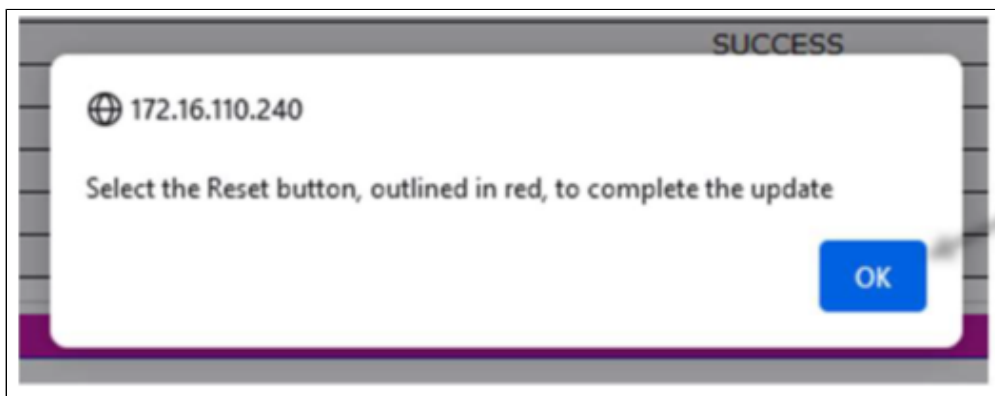 SUCCESS
172.16.110.240
Select the Reset button, outlined in red, to complete the update
OK